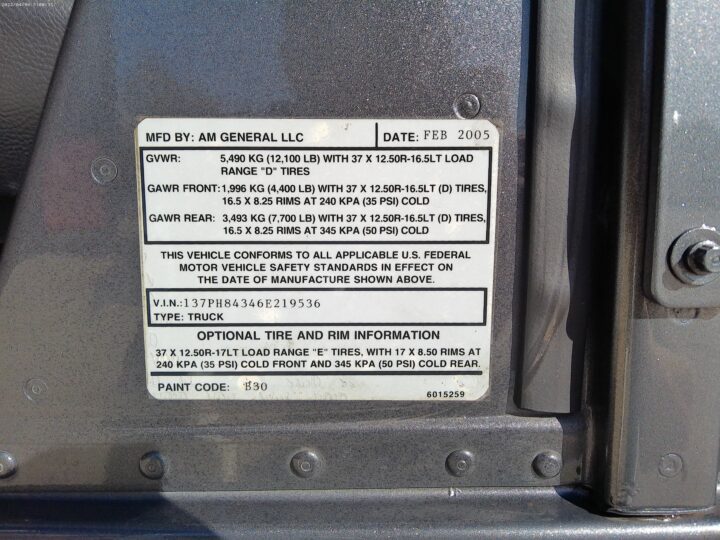 MFD BY: AM GENERAL LLC DATE: FEB 2005
GVWR: 5,490 KG (12,100 LB) WITH 37 X 12.50R-16.5LT LOAD
RANGE "D" TIRES
GAWR FRONT: 1,996 KG (4,400 LB) WITH 37 X 12.50R-16.5LT (D) TIRES,
16.5 X 8.25 RIMS AT 240 KPA (35 PSI) COLD
GAWR REAR: 3,493 KG (7,700 LB) WITH 37 X 12.50R-16.5LT (D) TIRES,
16.5 X 8.25 RIMS AT 345 KPA (50 PSI) COLD
THIS VEHICLE CONFORMS TO ALL APPLICABLE U.S. FEDERAL
MOTOR VEHICLE SAFETY STANDARDS IN EFFECT ON
THE DATE OF MANUFACTURE SHOWN ABOVE.
V.I.N.: 137PH84346E219536
TYPE: TRUCK
OPTIONAL TIRE AND RIM INFORMATION
37 X 12.50R-17LT LOAD RANGE "E" TIRES, WITH 17 X 8.50 RIMS AT
240 KPA (35 PSI) COLD FRONT AND 345 KPA (50 PSI) COLD REAR.
PAINT CODE: B30
6015259